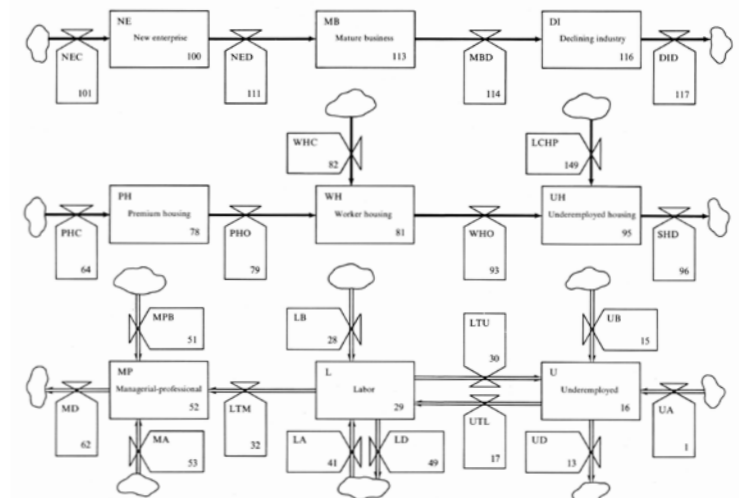 NE
New enterprise
100
MB
Mature business
113
DI
Declining industry
116
NEC
101
NED
111
MBD
114
DID
117
WHC
82
LCHP
149
PH
Premium housing
78
WH
Worker housing
81
UH
Underemployed housing
95
PHC
64
PHO
79
WHO
93
SHD
96
MPB
51
LB
28
LTU
30
UB
15
MP
Managerial-professional
52
L
Labor
29
U
Underemployed
16
MD
62
LTM
32
UTL
17
UA
1
MA
53
LA
41
LD
49
UD
13